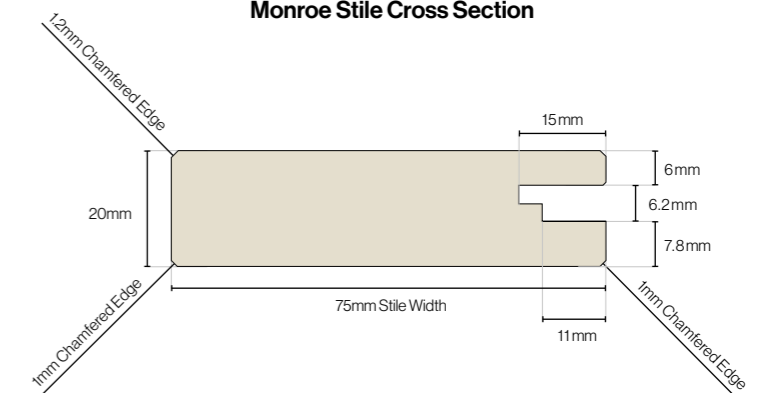 Monroe Stile Cross Section
1.2mm Chamfered Edge
15mm
6mm
20mm
6.2mm
7.8mm
75mm Stile Width
1mm Chamfered Edge
1mm Chamfered Edge
11mm